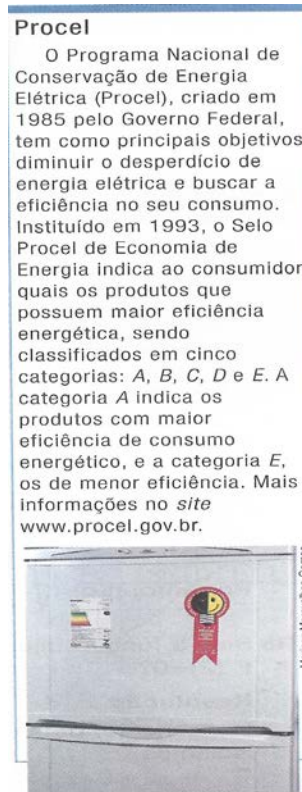 Procel
O Programa Nacional de
Conservação de Energia
Elétrica (Procel), criado em
1985 pelo Governo Federal,
tem como principais objetivos
diminuir o desperdício de
energia elétrica e buscar a
eficiência no seu consumo.
Instituído em 1993, o Selo
Procel de Economia de
Energia indica ao consumidor
quais os produtos que
possuem maior eficiência
energética, sendo
classificados em cinco
categorias: A, B, C, D e E. A
categoria A indica os
produtos com maior
eficiência de consumo
energético, e a categoria E,
os de menor eficiência. Mais
informações no site
www.procel.gov.br.